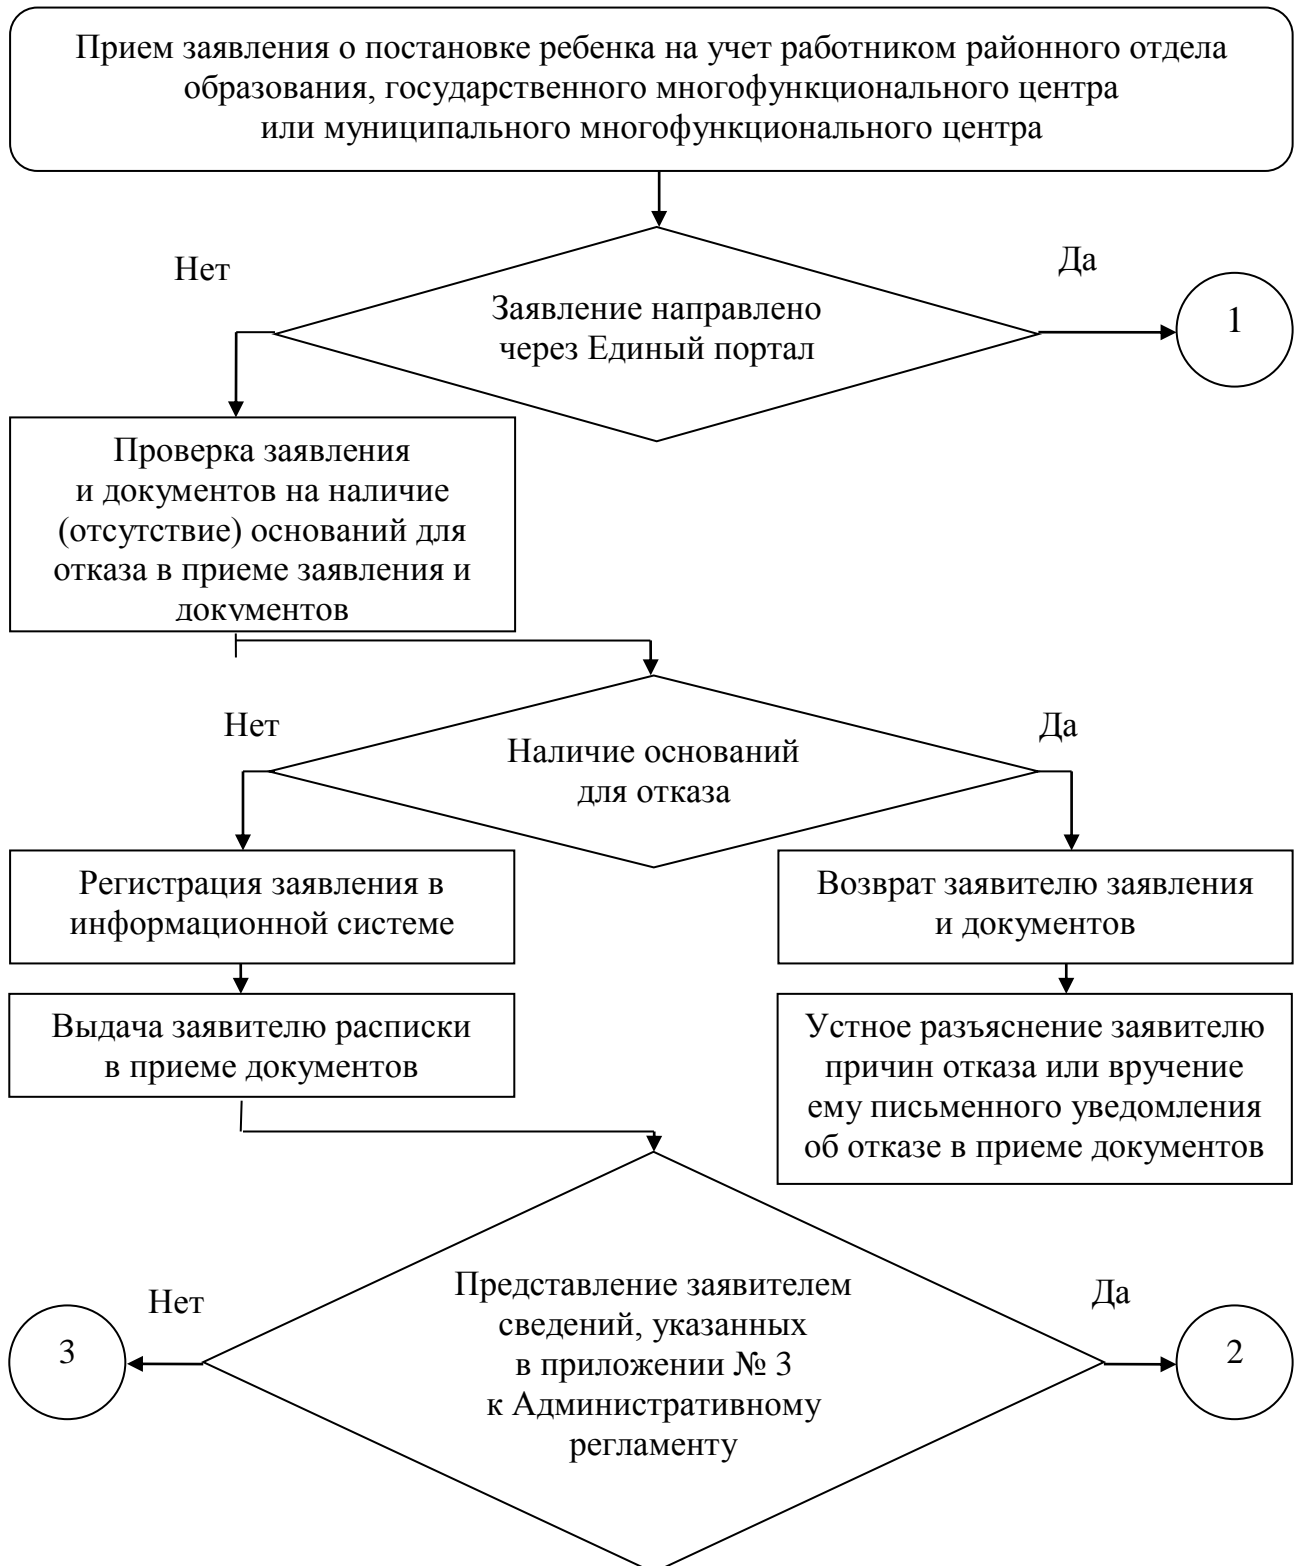 Прием заявления о постановке ребенка на учет работником районного отдела
образования, государственного многофункционального центра
или муниципального многофункционального центра
Нет
Да
Заявление направлено
через Единый портал
1
Проверка заявления
и документов на наличие
(отсутствие) оснований для
отказа в приеме заявления и
документов
Нет
Да
Наличие оснований
для отказа
Регистрация заявления в
информационной системе
Возврат заявителю заявления
и документов
Выдача заявителю расписки
в приеме документов
Устное разъяснение заявителю
причин отказа или вручение
ему письменного уведомления
об отказе в приеме документов
Нет
Да
3
Представление заявителем
сведений, указанных
в приложении № 3
к Административному
регламенту
2